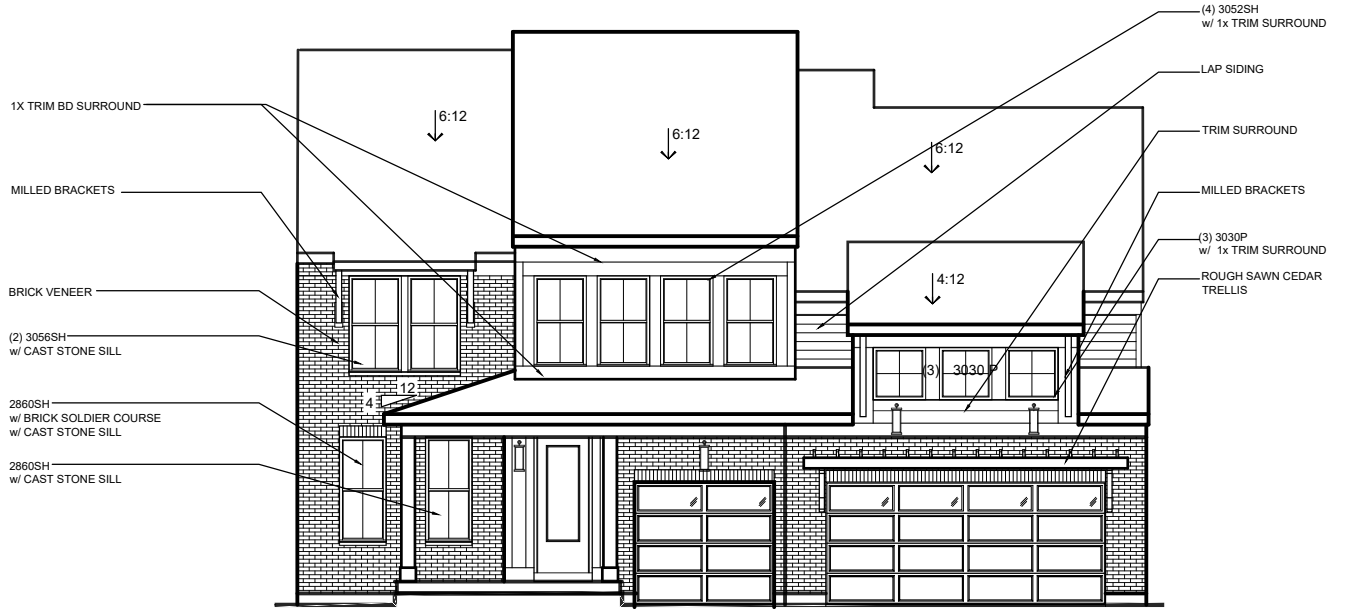 (4) 3052SH
w/ 1x TRIM SURROUND
LAP SIDING
1X TRIM BD SURROUND
6:12
6:12
6:12
TRIM SURROUND
MILLED BRACKETS
MILLED BRACKETS
(3) 3030P
w/ 1x TRIM SURROUND
ROUGH SAWN CEDAR
TRELLIS
4:12
BRICK VENEER
(2) 3056SH
w/ CAST STONE SILL
(3) 3030 P
12
4
2860SH
w/ BRICK SOLDIER COURSE
w/ CAST STONE SILL
2860SH
w/ CAST STONE SILL